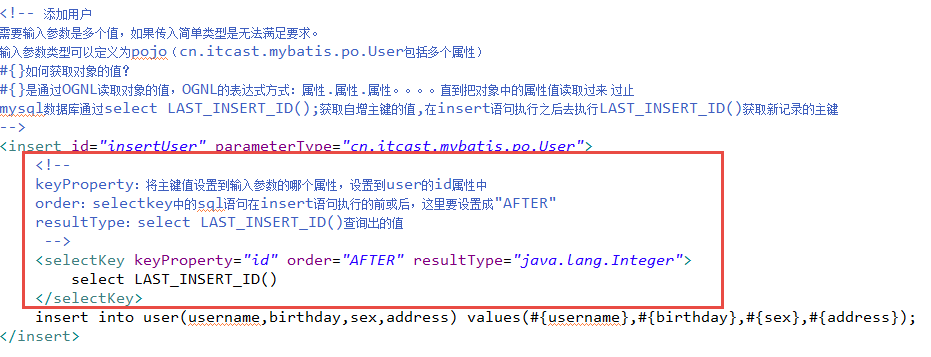 <!-- 添加用户
需要输入参数是多个值，如果传入简单类型是无法满足要求。
输入参数类型可以定义为pojo（cn.itcast.mybatis.po.User包括多个属性）
#{}如何获取对象的值？
#{}是通过OGNL读取对象的值，OGNL的表达式方式：属性.属性.属性。。。。直到把对象中的属性值读取过来 过止
mysql数据库通过select LAST_INSERT_ID();获取自增主键的值,在insert语句执行之后去执行LAST_INSERT_ID()获取新记录的主键
-->
<insert id="insertUser" parameterType="cn.itcast.mybatis.po.User">
<!--
keyProperty：将主键值设置到输入参数的哪个属性，设置到user的id属性中
order：selectkey中的sql语句在insert语句执行的前或后，这里要设置成"AFTER"
resultType：select LAST_INSERT_ID()查询出的值
-->
<selectKey keyProperty="id" order="AFTER" resultType="java.lang.Integer">
select LAST_INSERT_ID()
</selectKey>
insert into user(username,birthday,sex,address) values(#{username},#{birthday},#{sex},#{address});
</insert>